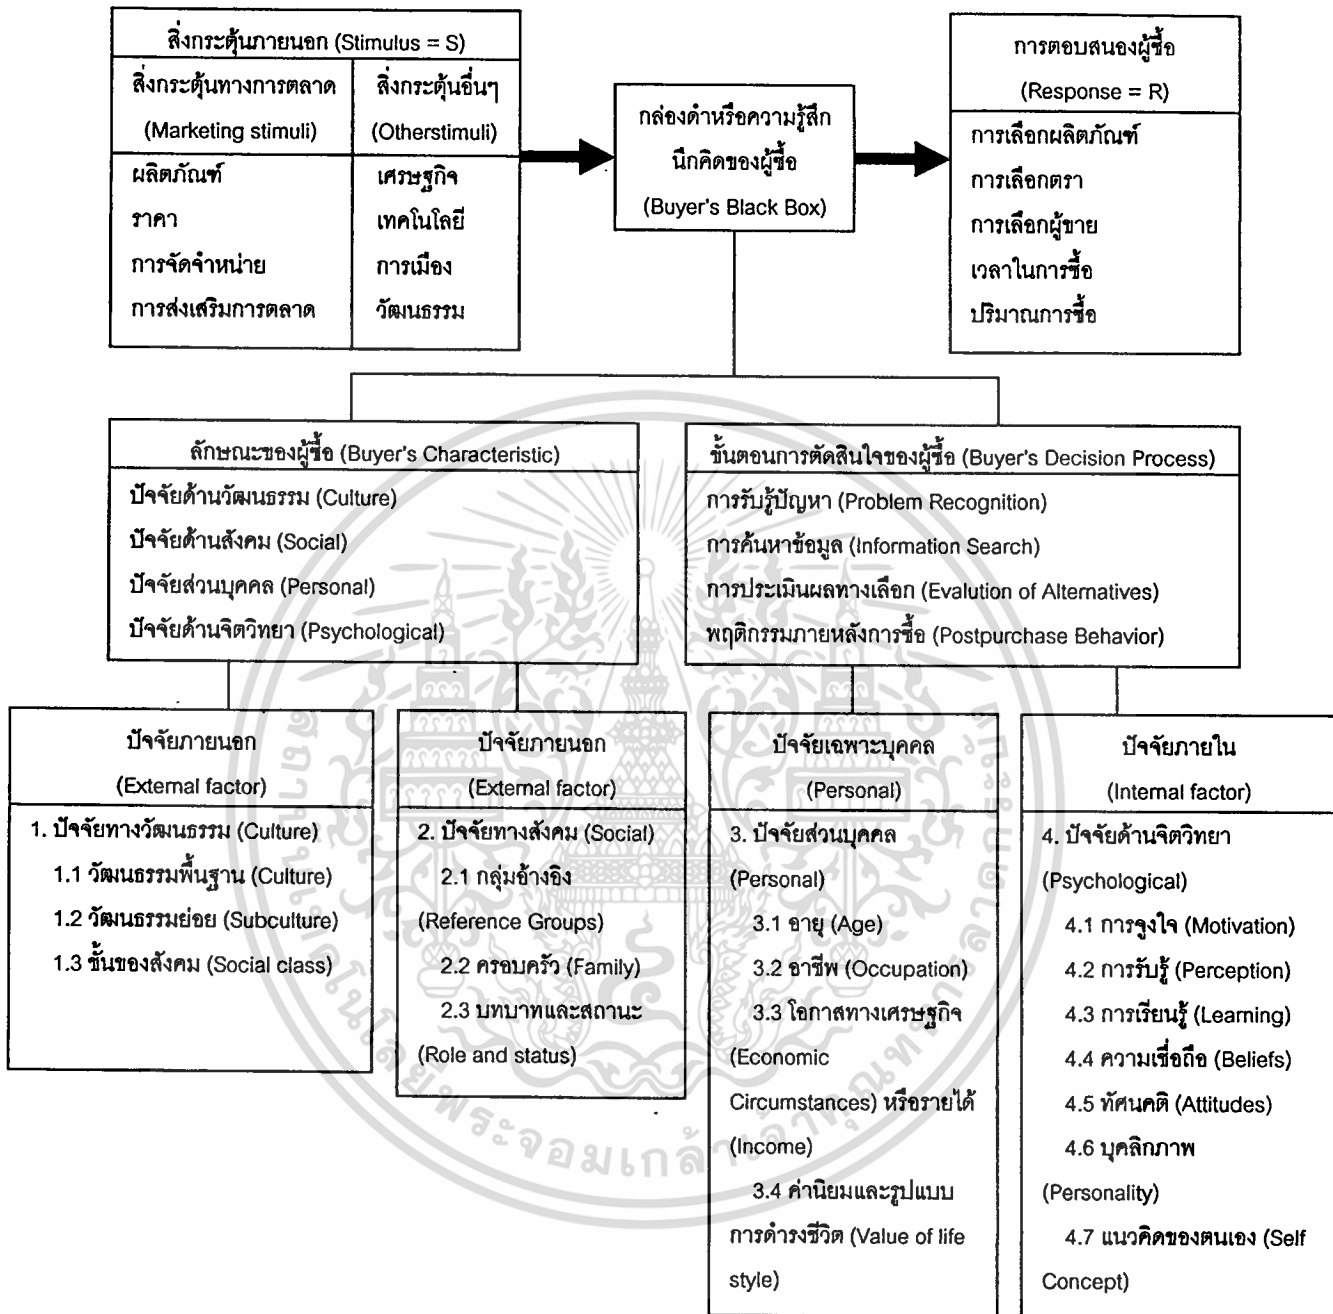 สิ่งกระตุ้นภายนอก (Stimulus = S)
สิ่งกระตุ้นทางการตลาด
(Marketing stimuli)
สิ่งกระตุ้นอื่นๆ
(Otherstimuli)
ผลิตภัณฑ์
ราคา
การจัดจำหน่าย
การส่งเสริมการตลาด
เศรษฐกิจ
เทคโนโลยี
การเมือง
วัฒนธรรม
กล่องดำหรือความรู้สึก
นึกคิดของผู้ซื้อ
(Buyer's Black Box)
การตอบสนองผู้ซื้อ
(Response = R)
การเลือกผลิตภัณฑ์
การเลือกตรา
การเลือกผู้ขาย
เวลาในการซื้อ
ปริมาณการซื้อ
ลักษณะของผู้ซื้อ (Buyer's Characteristic)
ปัจจัยด้านวัฒนธรรม (Culture)
ปัจจัยด้านสังคม (Social)
ปัจจัยส่วนบุคคล (Personal)
ปัจจัยด้านจิตวิทยา (Psychological)
ขั้นตอนการตัดสินใจของผู้ซื้อ (Buyer's Decision Process)
การรับรู้ปัญหา (Problem Recognition)
การค้นหาข้อมูล (Information Search)
การประเมินผลทางเลือก (Evalution of Alternatives)
พฤติกรรมภายหลังการซื้อ (Postpurchase Behavior)
ปัจจัยภายนอก
(External factor)
1. ปัจจัยทางวัฒนธรรม (Culture)
1.1 วัฒนธรรมพื้นฐาน (Culture)
1.2 วัฒนธรรมย่อย (Subculture)
1.3 ชั้นของสังคม (Social class)
ปัจจัยภายนอก
(External factor)
2. ปัจจัยทางสังคม (Social)
2.1 กลุ่มอ้างอิง
(Reference Groups)
2.2 ครอบครัว (Family)
2.3 บทบาทและสถานะ
(Role and status)
ปัจจัยเฉพาะบุคคล
(Personal)
3. ปัจจัยส่วนบุคคล
(Personal)
3.1 อายุ (Age)
3.2 อาชีพ (Occupation)
3.3 โอกาสทางเศรษฐกิจ
(Economic
Circumstances) หรือรายได้
(Income)
3.4 ค่านิยมและรูปแบบ
การดำรงชีวิต (Value of life
style)
ปัจจัยภายใน
(Internal factor)
4. ปัจจัยด้านจิตวิทยา
(Psychological)
4.1 การจูงใจ (Motivation)
4.2 การรับรู้ (Perception)
4.3 การเรียนรู้ (Learning)
4.4 ความเชื่อถือ (Beliefs)
4.5 ทัศนคติ (Attitudes)
4.6 บุคลิกภาพ
(Personality)
4.7 แนวคิดของตนเอง (Self
Concept)